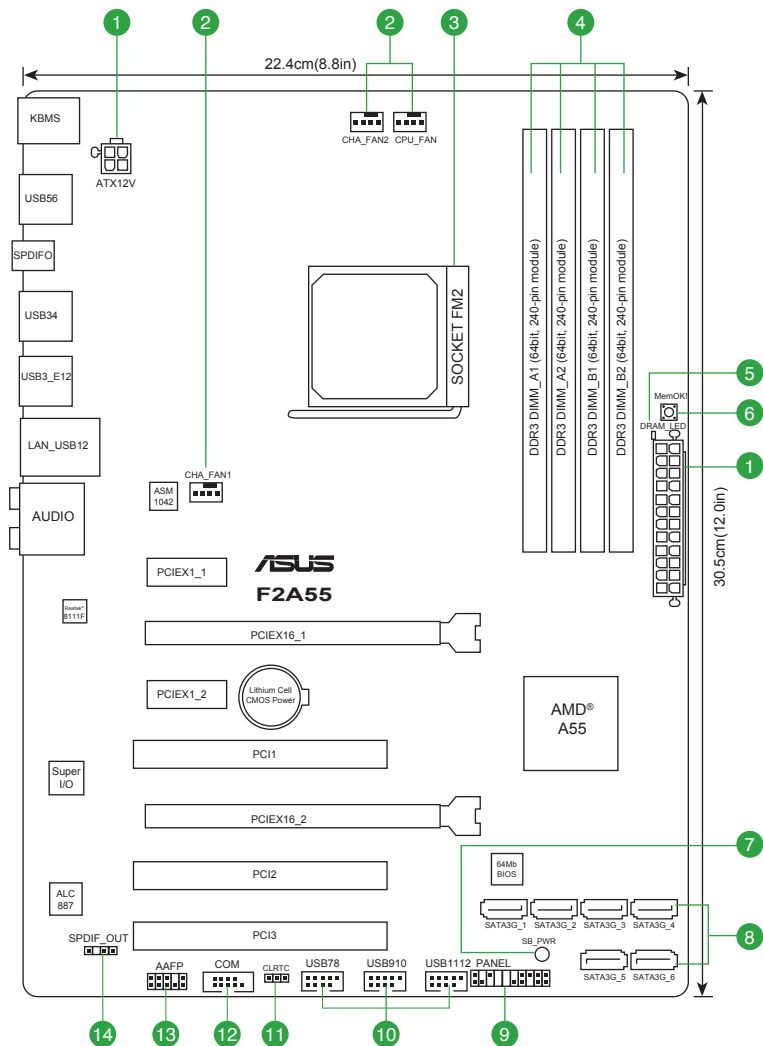 1
2
2
3
4
22.4cm(8.8in)
KBMS
ATX12V
CHA_FAN2
CPU_FAN
USB56
SPDIFO
USB34
USB3_E12
LAN_USB12
AUDIO
SOCKET FM2
DDR3 DIMM_A1 (64bit, 240-pin module)
DDR3 DIMM_A2 (64bit, 240-pin module)
DDR3 DIMM_B1 (64bit, 240-pin module)
DDR3 DIMM_B2 (64bit, 240-pin module)
5
MemOK!
6
DRAM_LED
1
30.5cm(12.0in)
CHA_FAN1
ASM
1042
PCIEX1_1
ASUS
F2A55
Realtek®
8111F
PCIEX16_1
PCIEX1_2
Lithium Cell
CMOS Power
AMD®
A55
PCI1
Super
I/O
PCIEX16_2
7
64Mb
BIOS
PCI2
ALC
887
SATA3G_1
SATA3G_2
SATA3G_3
SATA3G_4
8
SPDIF_OUT
PCI3
SB_PWR
AAFP
COM
CLRTC
USB78
USB910
USB1112
PANEL
SATA3G_5
SATA3G_6
14
13
12
11
10
9